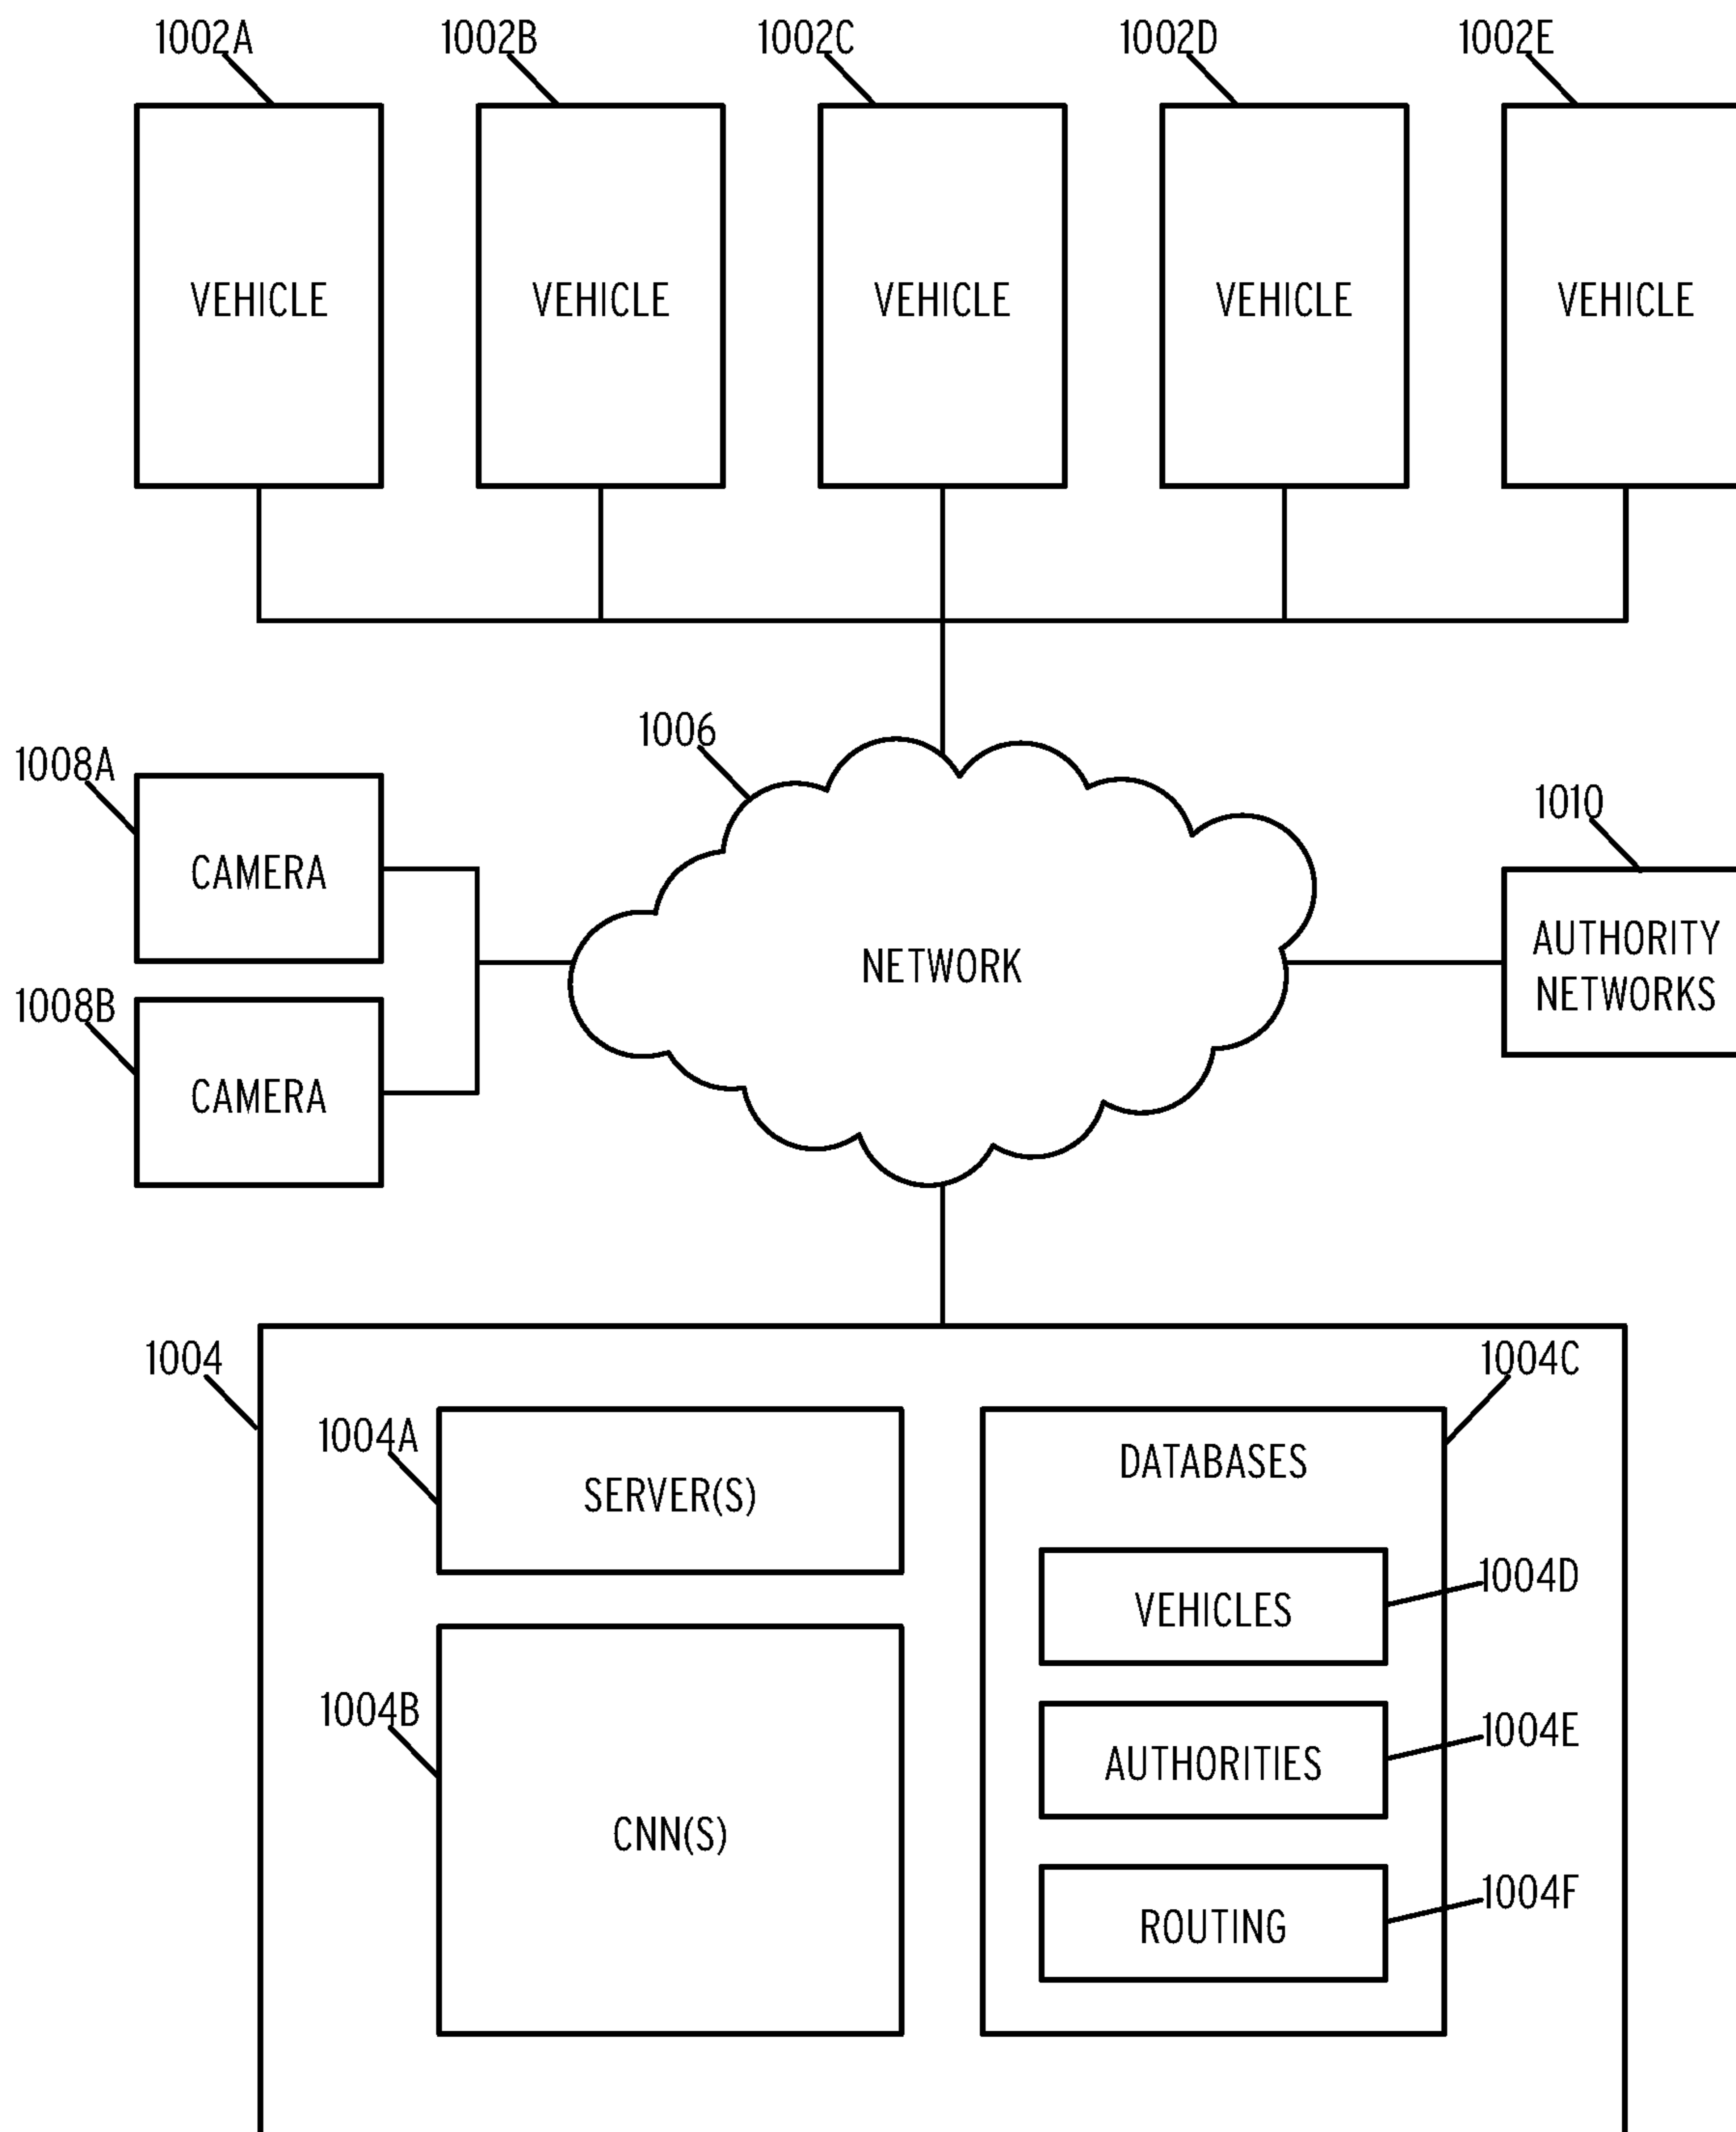 1002A
1002B
1002C
1002D
1002E
VEHICLE
VEHICLE
VEHICLE
VEHICLE
VEHICLE
1006
1008A
CAMERA
1008B
CAMERA
NETWORK
1010
AUTHORITY
NETWORKS
1004
1004A
SERVER(S)
1004B
CNN(S)
1004C
DATABASES
VEHICLES
1004D
AUTHORITIES
1004E
ROUTING
1004F